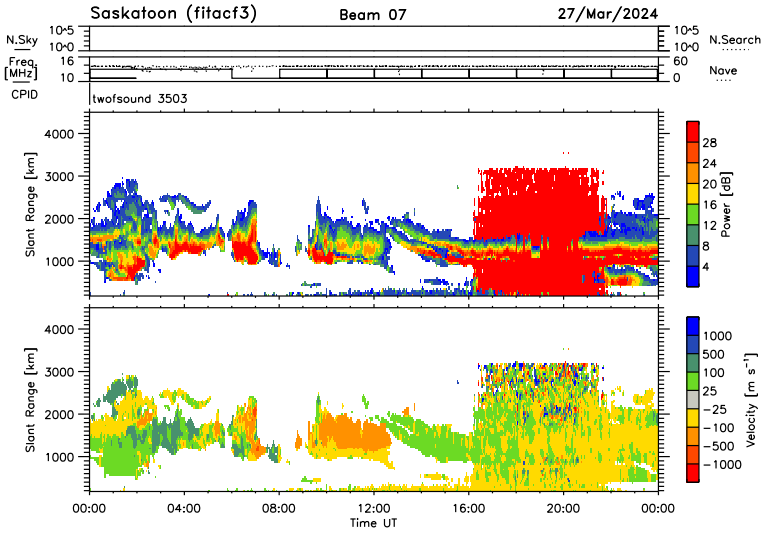 Saskatoon (fitacf3) Beam 07 27/Mar/2024
N.Sky 10^5 10^0 10^5 10^0 N.Search
Freq. [MHz] 16 10 60 0 Nave
CPID twofsound 3503
Slant Range [km] 4000 3000 2000 1000
Power [dB] 28 24 20 16 12 8 4
Slant Range [km] 4000 3000 2000 1000
Velocity [m s⁻¹] 1000 500 100 25 −25 −100 −500 −1000
00:00 04:00 08:00 12:00 16:00 20:00 00:00
Time UT